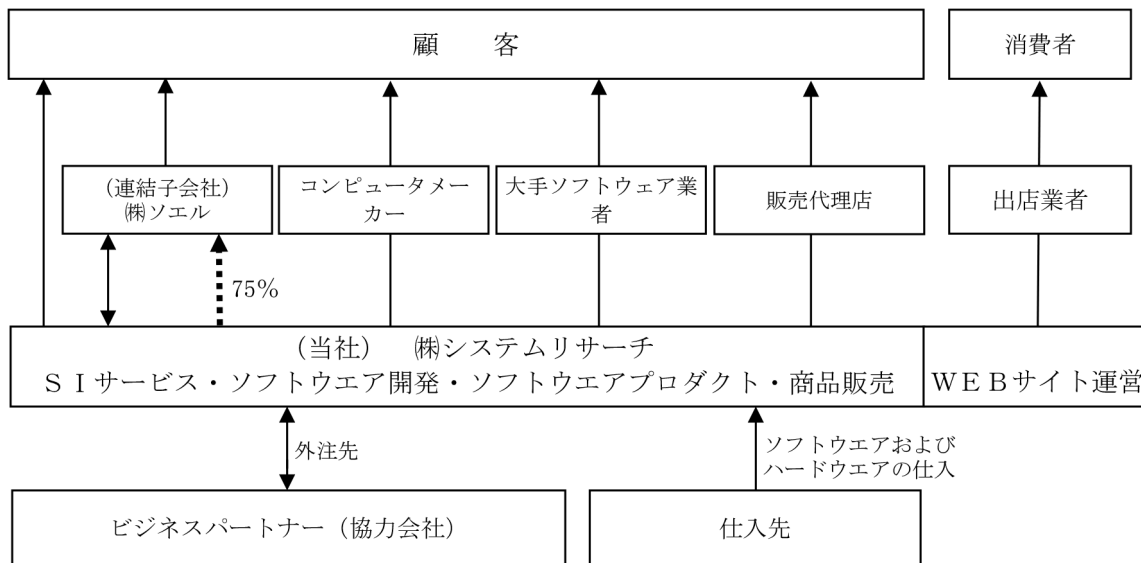 顧　　客
消費者
（連結子会社）
㈱ソエル
コンピュータメー
カー
大手ソフトウェア業
者
販売代理店
出店業者
75％
（当社）　㈱システムリサーチ
ＳＩサービス・ソフトウエア開発・ソフトウエアプロダクト・商品販売
ＷＥＢサイト運営
外注先
ソフトウエアおよび
ハードウエアの仕入
ビジネスパートナー（協力会社）
仕入先